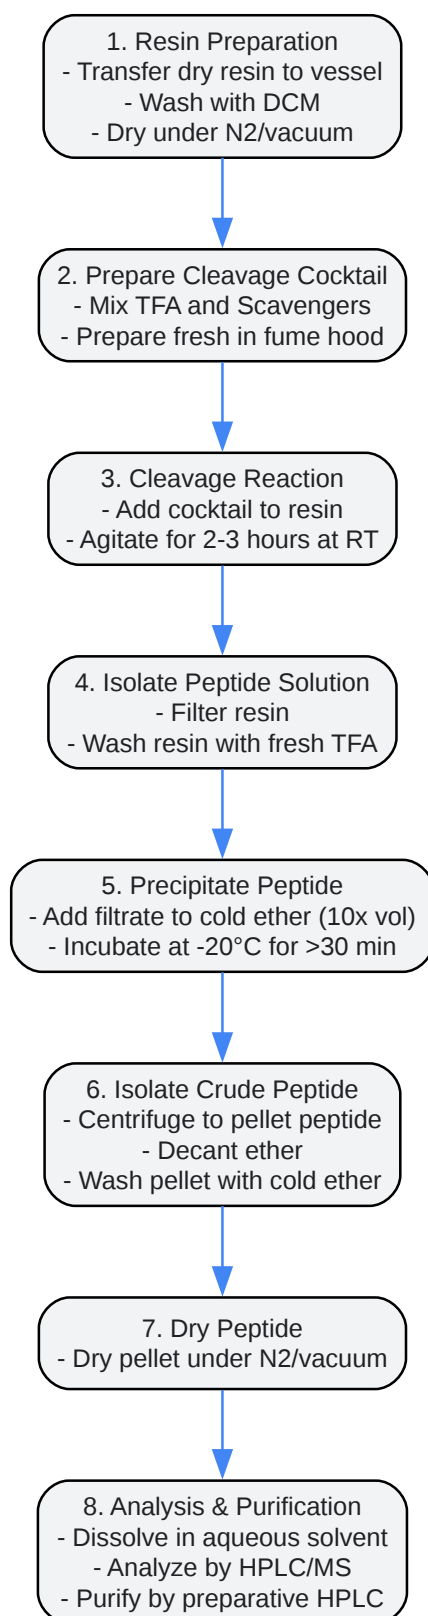 1. Resin Preparation
- Transfer dry resin to vessel
- Wash with DCM
- Dry under N2/vacuum
2. Prepare Cleavage Cocktail
- Mix TFA and Scavengers
- Prepare fresh in fume hood
3. Cleavage Reaction
- Add cocktail to resin
- Agitate for 2-3 hours at RT
4. Isolate Peptide Solution
- Filter resin
- Wash resin with fresh TFA
5. Precipitate Peptide
- Add filtrate to cold ether (10x vol)
- Incubate at -20°C for >30 min
6. Isolate Crude Peptide
- Centrifuge to pellet peptide
- Decant ether
- Wash pellet with cold ether
7. Dry Peptide
- Dry pellet under N2/vacuum
8. Analysis & Purification
- Dissolve in aqueous solvent
- Analyze by HPLC/MS
- Purify by preparative HPLC